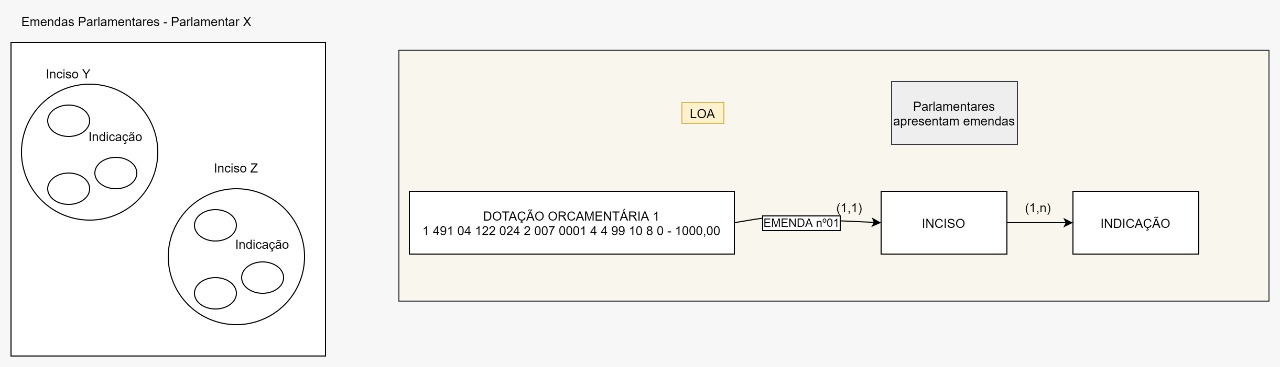 Emendas Parlamentares - Parlamentar X
Inciso Y
Indicação
Inciso Z
Indicação
LOA
Parlamentares
apresentam emendas
DOTAÇÃO ORCAMENTÁRIA 1
1 491 04 122 024 2 007 0001 4 4 99 10 8 0 - 1000,00
EMENDA nº01
(1,1)
INCISO
(1,n)
INDICAÇÃO